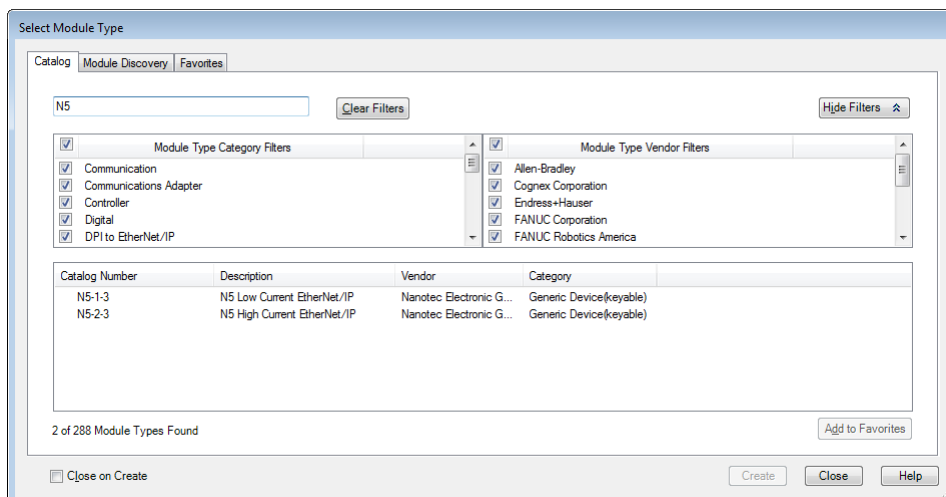 Select Module Type
Catalog Module Discovery Favorites
N5 Clear Filters Hide Filters
Module Type Category Filters Module Type Vendor Filters
Communication Allen-Bradley
Communications Adapter Cognex Corporation
Controller Endress+Hauser
Digital FANUC Corporation
DPI to EtherNet/IP FANUC Robotics America
Catalog Number Description Vendor Category
N5-1-3 N5 Low Current EtherNet/IP Nanotec Electronic G... Generic Device(keyable)
N5-2-3 N5 High Current EtherNet/IP Nanotec Electronic G... Generic Device(keyable)
2 of 288 Module Types Found Add to Favorites
Close on Create Create Close Help